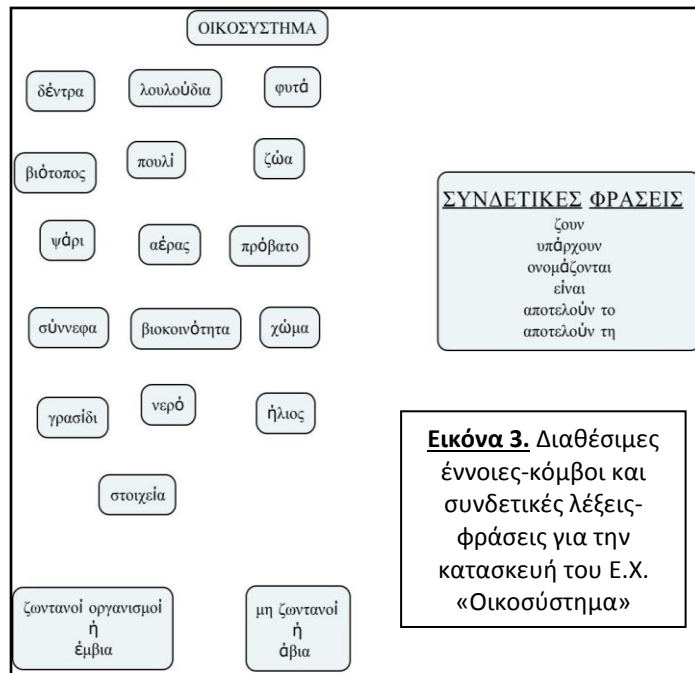 ΟΙΚΟΣΥΣΤΗΜΑ
δέντρα
λουλούδια
φυτά
βιότοπος
πουλί
ζώα
ψάρι
αέρας
πρόβατο
σύννεφα
βιοκοινότητα
χώμα
γρασίδι
νερό
ήλιος
στοιχεία
ζωντανοί οργανισμοί
ή
έμβια
μη ζωντανοί
ή
άβια
ΣΥΝΔΕΤΙΚΕΣ ΦΡΑΣΕΙΣ
ζουν
υπάρχουν
ονομάζονται
είναι
αποτελούν το
αποτελούν τη
Εικόνα 3. Διαθέσιμες
έννοιες-κόμβοι και
συνδετικές λέξεις-
φράσεις για την
κατασκευή του Ε.Χ.
«Οικοσύστημα»